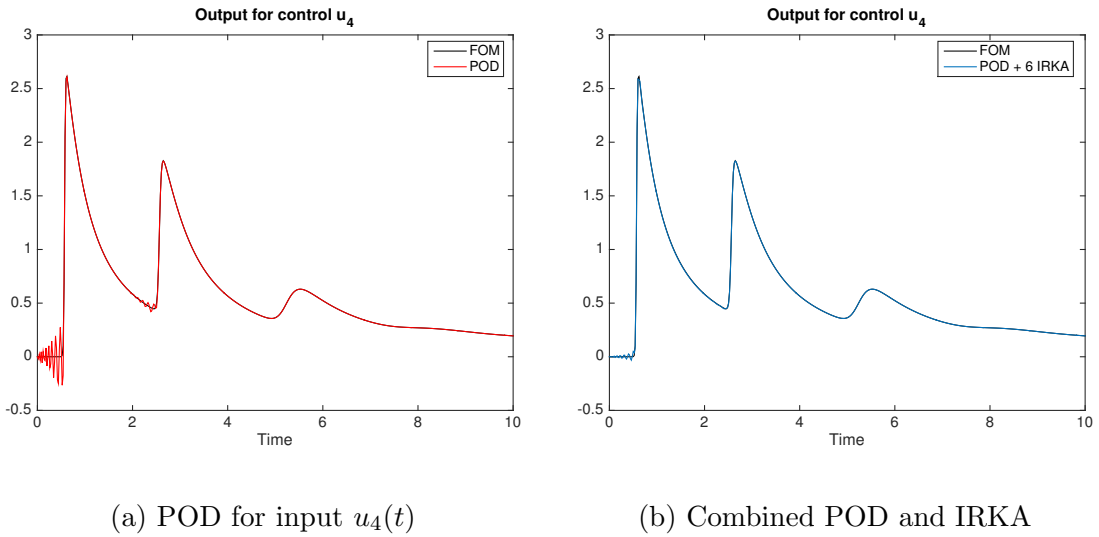 Output for control u₄
FOM
POD
3
2.5
2
1.5
1
0.5
0
-0.5
0 2 4 6 8 10
Time
(a) POD for input u₄(t)
Output for control u₄
FOM
POD + 6 IRKA
3
2.5
2
1.5
1
0.5
0
-0.5
0 2 4 6 8 10
Time
(b) Combined POD and IRKA